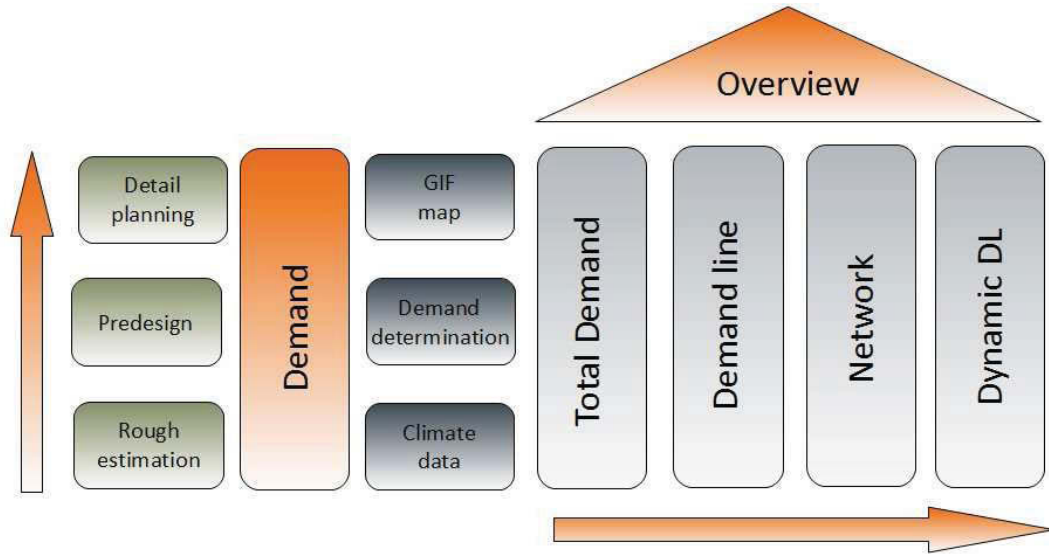 Overview
Detail
planning
Predesign
Rough
estimation
Demand
GIF
map
Demand
determination
Climate
data
Total Demand
Demand line
Network
Dynamic DL